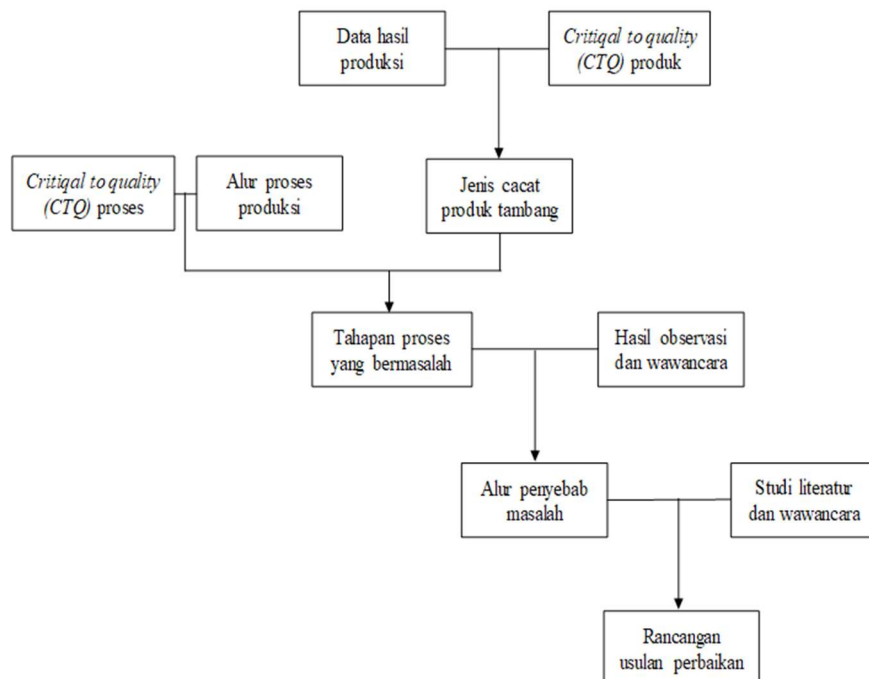 Data hasil
produksi
Critiqal to quality
(CTQ) produk
Critiqal to quality
(CTQ) proses
Alur proses
produksi
Jenis cacat
produk tambang
Tahapan proses
yang bermasalah
Hasil observasi
dan wawancara
Alur penyebab
masalah
Studi literatur
dan wawancara
Rancangan
usulan perbaikan